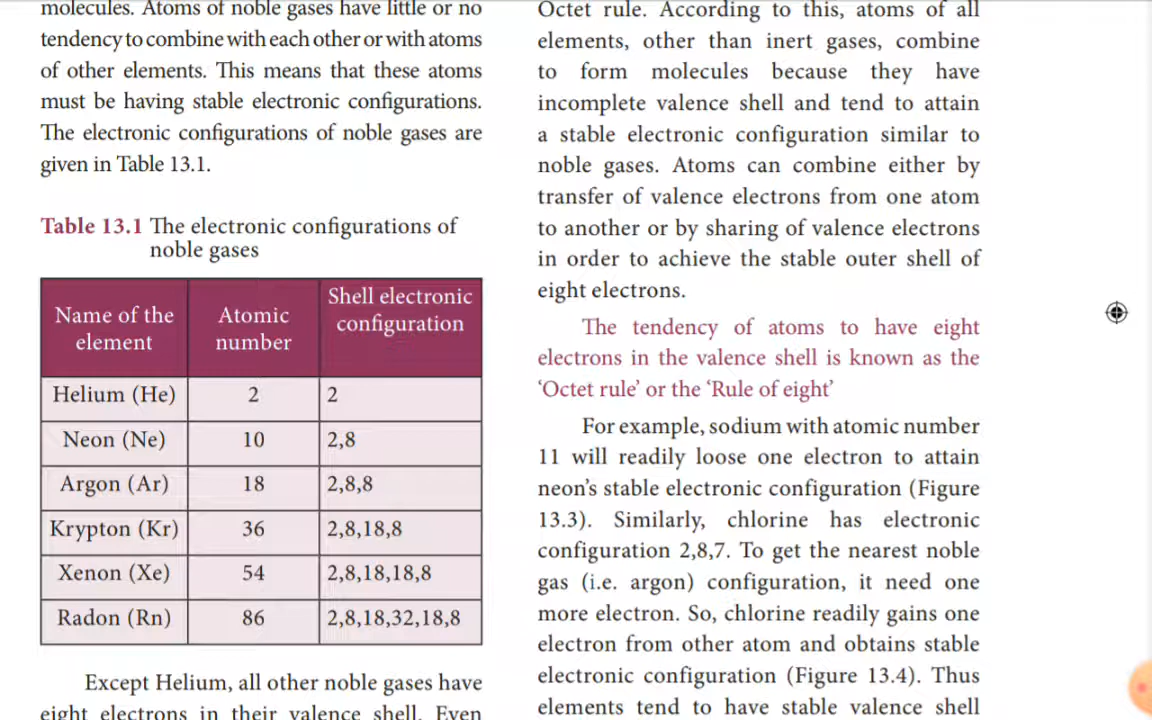 molecules. Atoms of noble gases have little or no
tendency to combine with each other or with atoms
of other elements. This means that these atoms
must be having stable electronic configurations.
The electronic configurations of noble gases are
given in Table 13.1.
Table 13.1 The electronic configurations of
noble gases
Name of the element Atomic number Shell electronic configuration
Helium (He) 2 2
Neon (Ne) 10 2,8
Argon (Ar) 18 2,8,8
Krypton (Kr) 36 2,8,18,8
Xenon (Xe) 54 2,8,18,18,8
Radon (Rn) 86 2,8,18,32,18,8
Except Helium, all other noble gases have
eight electrons in their valence shell. Even
Octet rule. According to this, atoms of all
elements, other than inert gases, combine
to form molecules because they have
incomplete valence shell and tend to attain
a stable electronic configuration similar to
noble gases. Atoms can combine either by
transfer of valence electrons from one atom
to another or by sharing of valence electrons
in order to achieve the stable outer shell of
eight electrons.
The tendency of atoms to have eight
electrons in the valence shell is known as the
‘Octet rule’ or the ‘Rule of eight’
For example, sodium with atomic number
11 will readily loose one electron to attain
neon’s stable electronic configuration (Figure
13.3). Similarly, chlorine has electronic
configuration 2,8,7. To get the nearest noble
gas (i.e. argon) configuration, it need one
more electron. So, chlorine readily gains one
electron from other atom and obtains stable
electronic configuration (Figure 13.4). Thus
elements tend to have stable valence shell